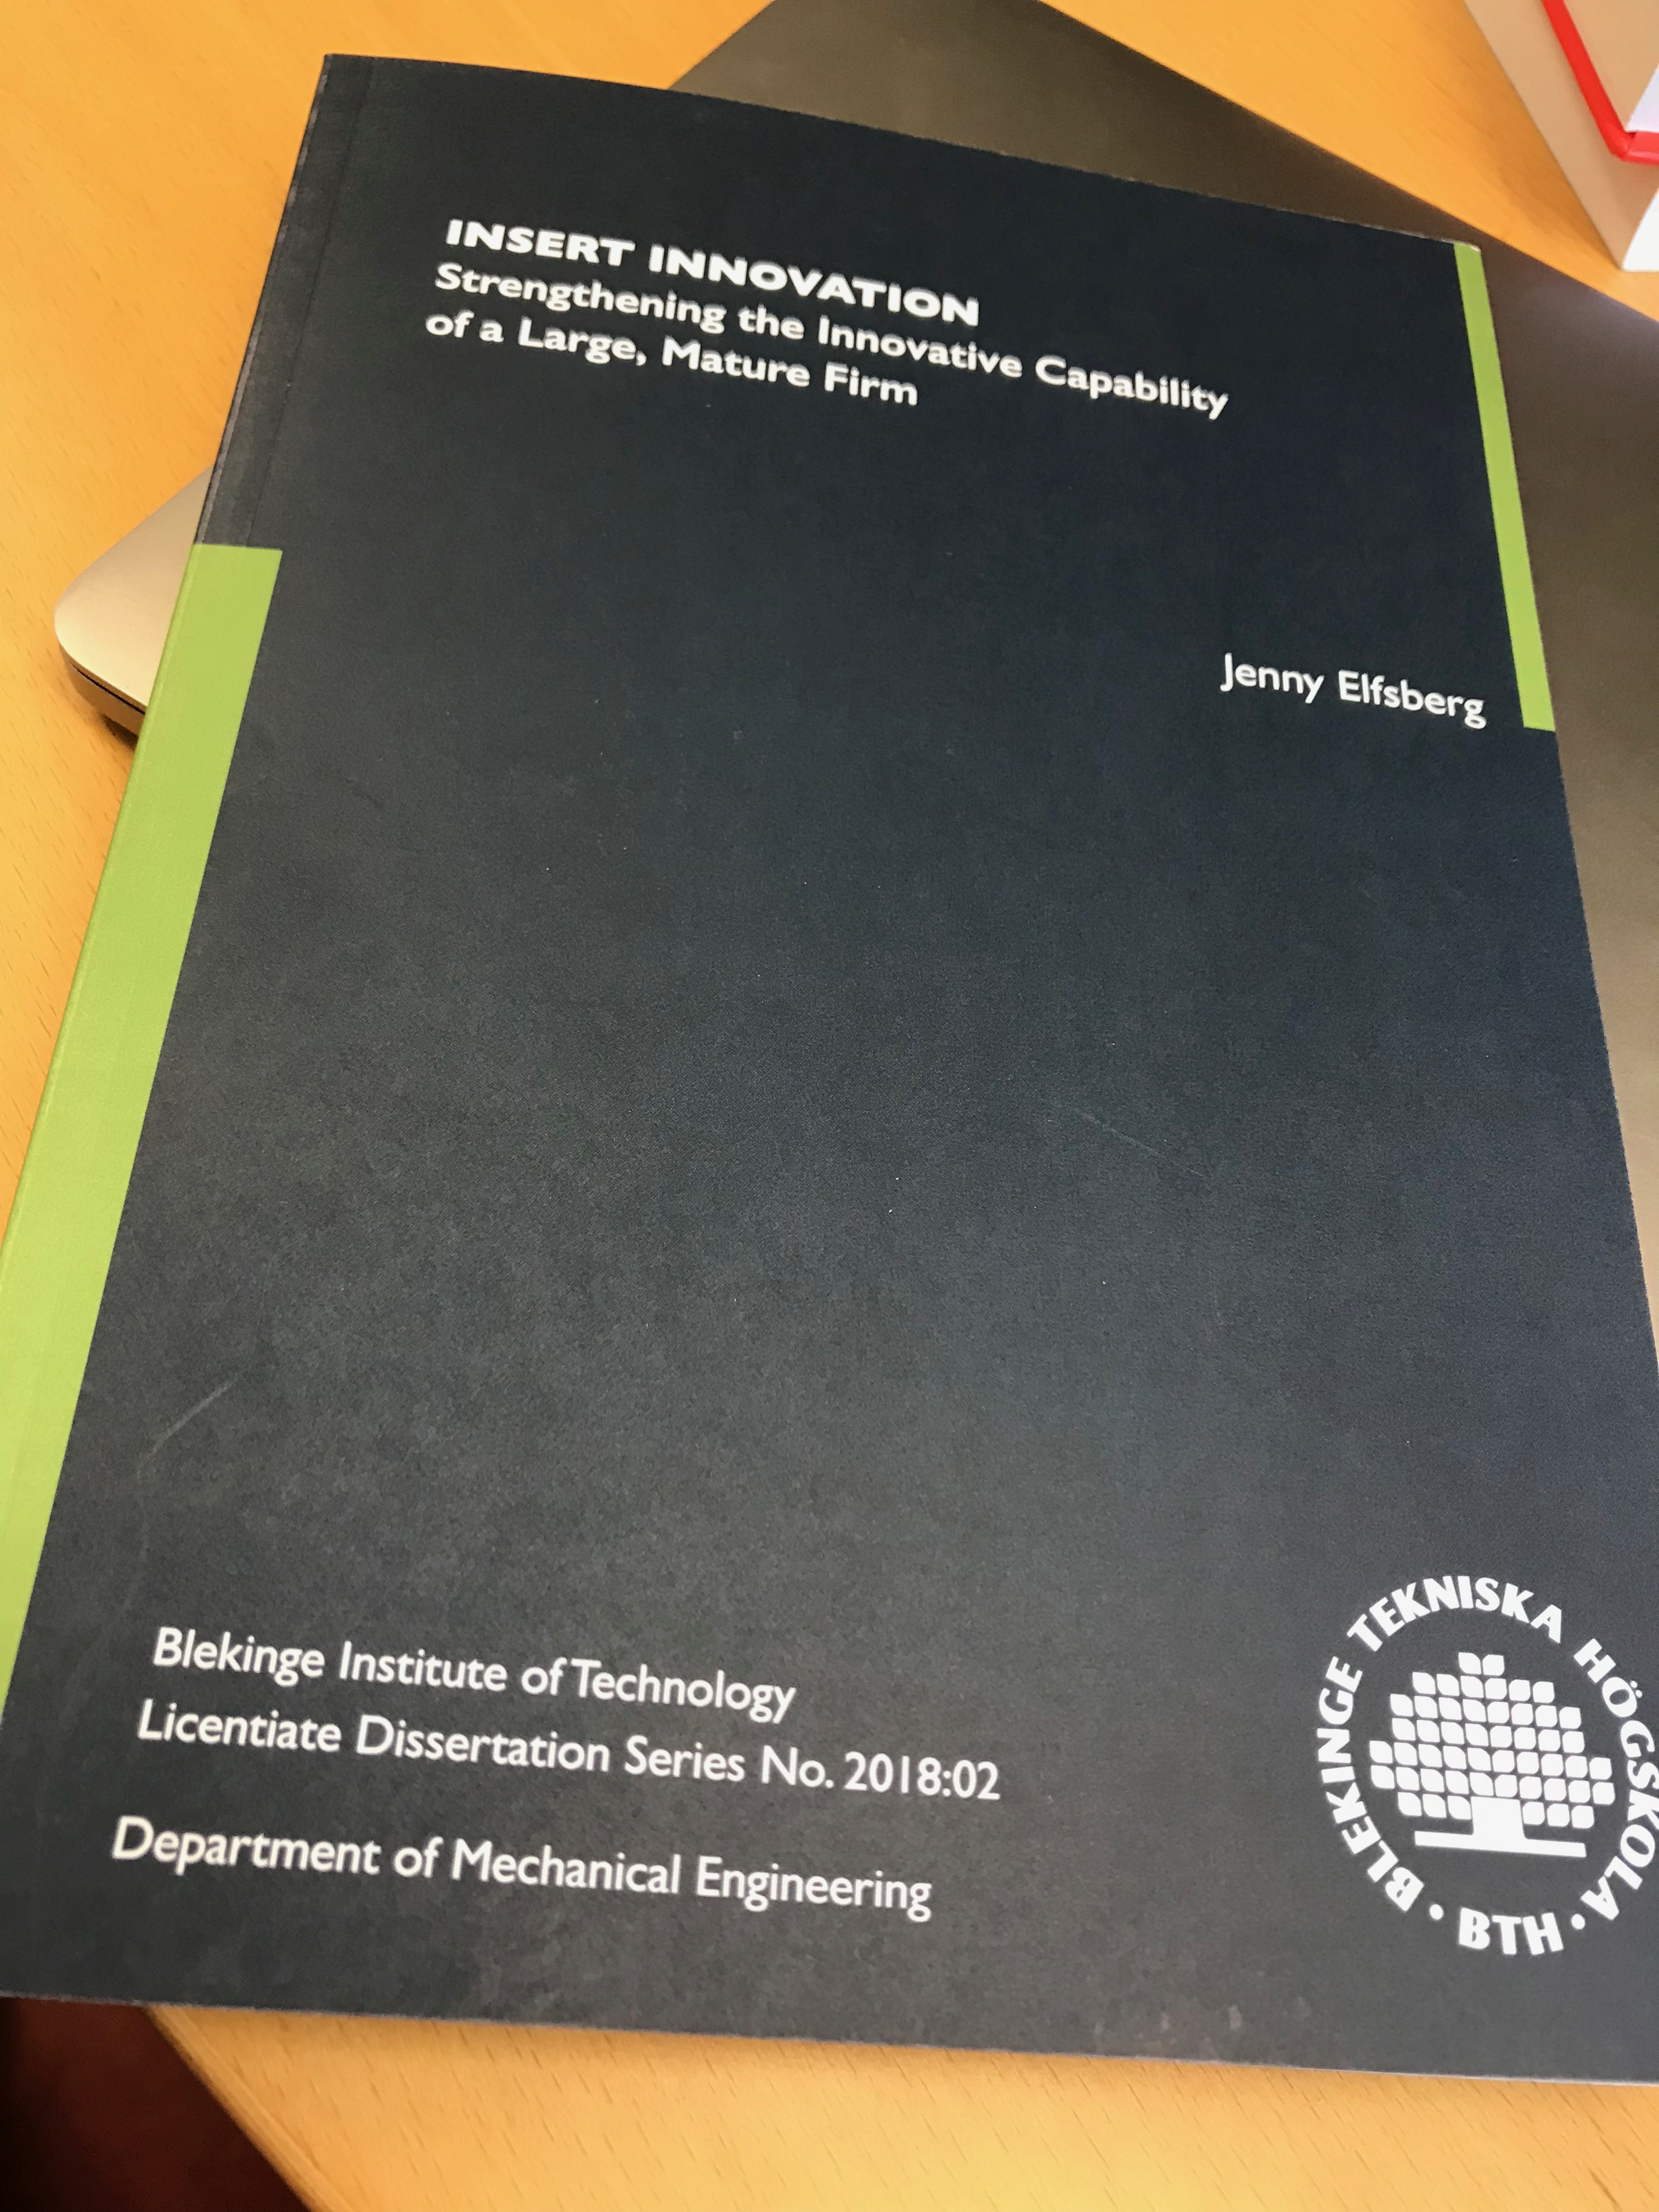 INSERT INNOVATION
Strengthening the Innovative Capability
of a Large, Mature Firm
Jenny Elfsberg
Blekinge Institute of Technology
Licentiate Dissertation Series No. 2018:02
Department of Mechanical Engineering
BLEKINGE TEKNISKA HÖGSKOLA
• BTH •